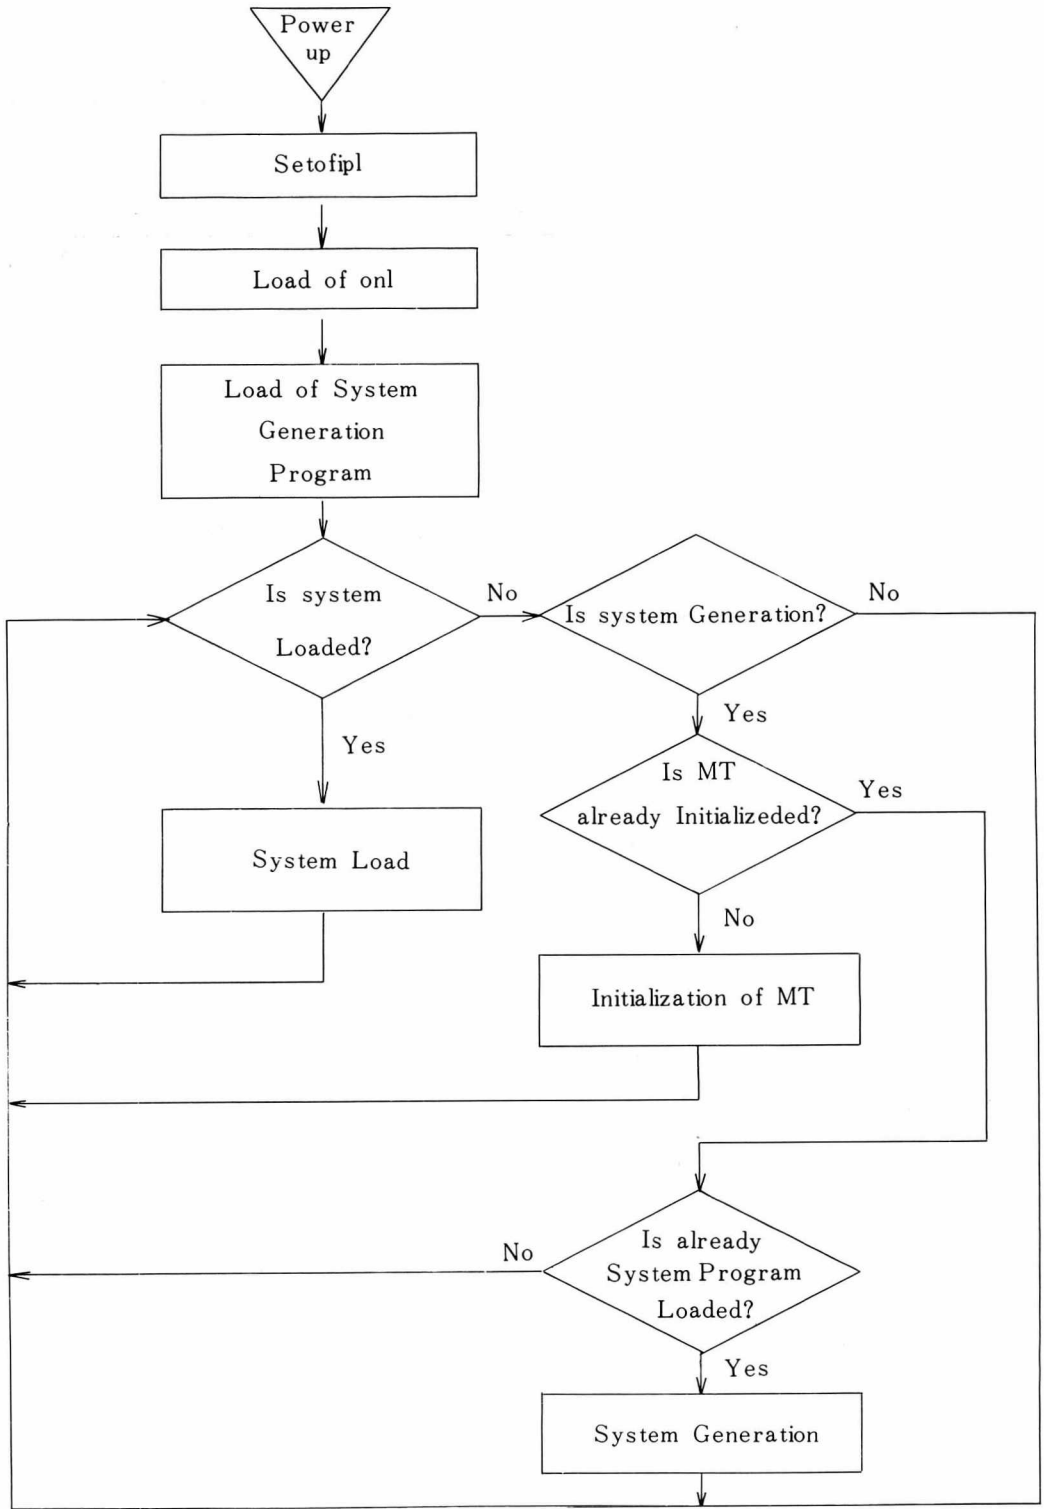 Power
up
Setofipl
Load of onl
Load of System
Generation
Program
Is system
Loaded?
No
Is system Generation?
No
Yes
Yes
Is MT
already Initializeded?
Yes
System Load
No
Initialization of MT
No
Is already
System Program
Loaded?
Yes
System Generation